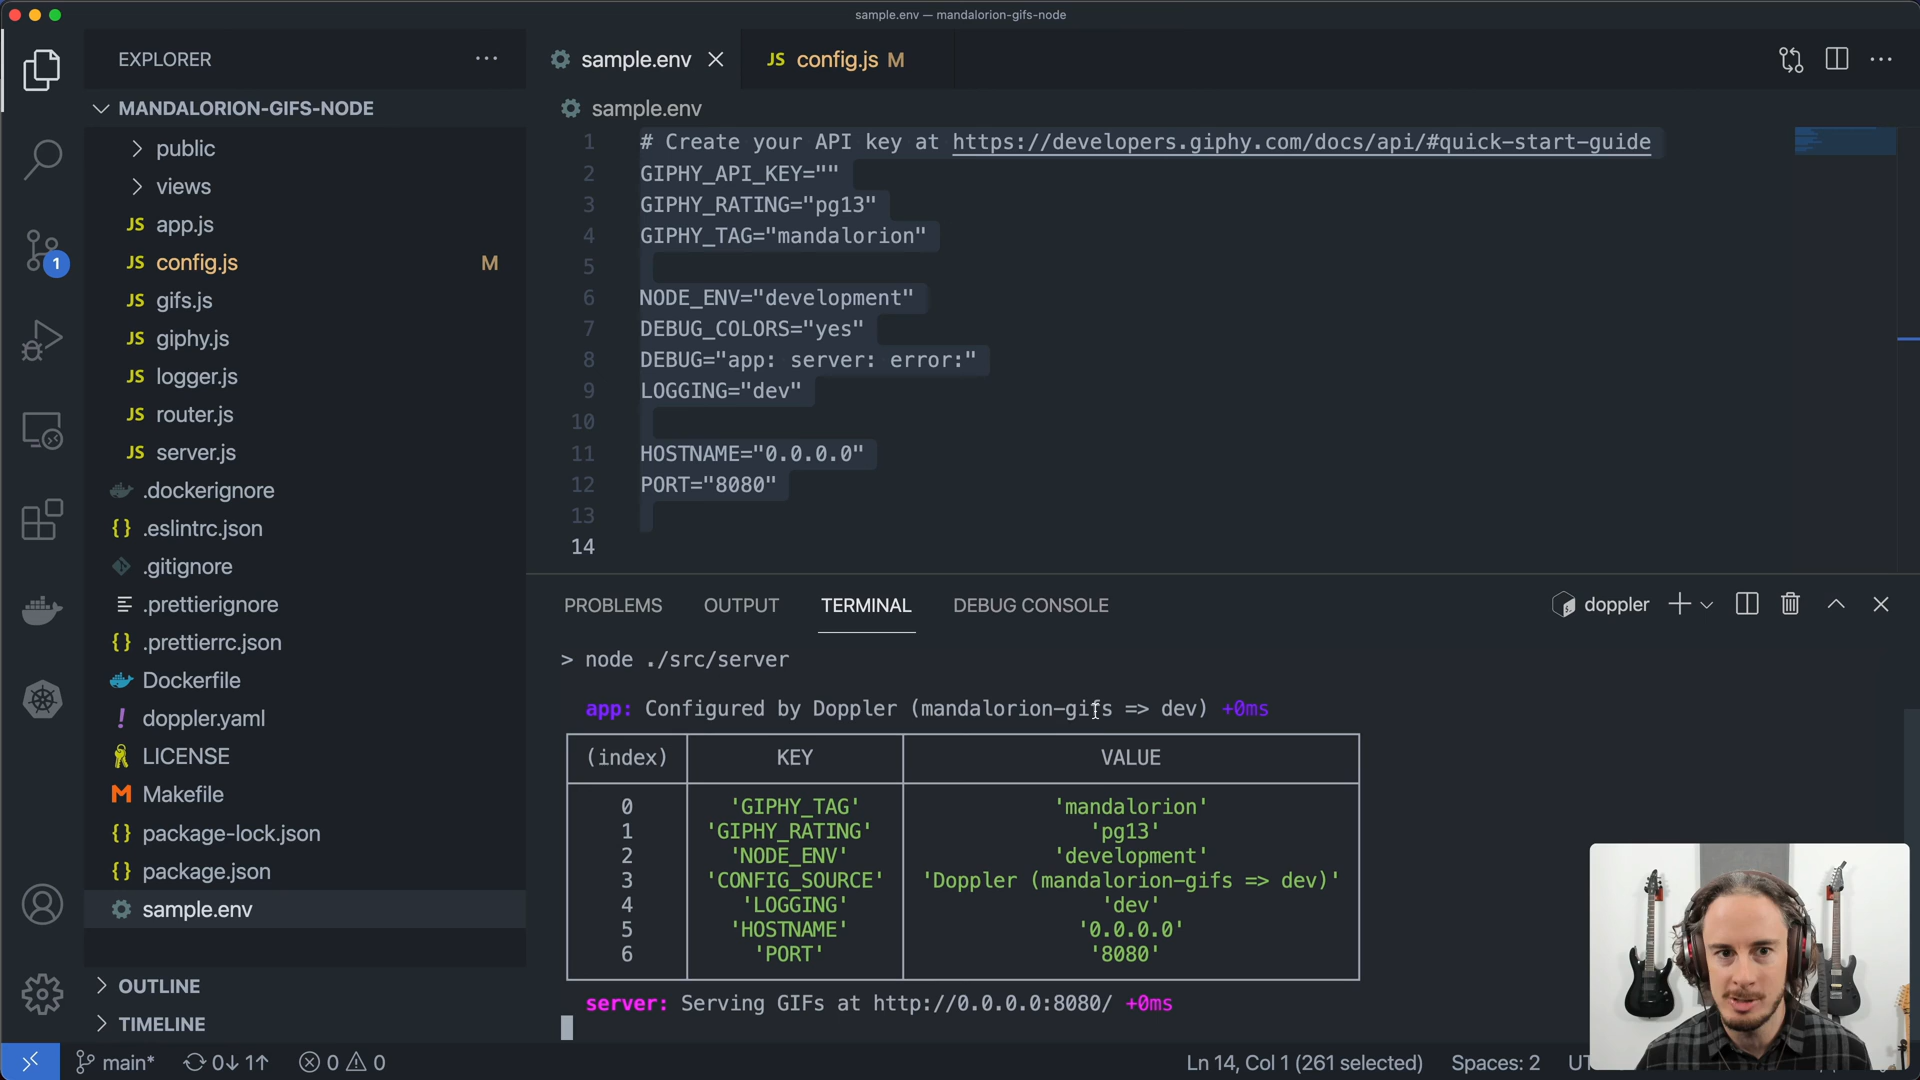 sample.env — mandalorion-gifs-node
EXPLORER
sample.env
JS config.js M
MANDALORION-GIFS-NODE
public
views
JS app.js
JS config.js M
JS gifs.js
JS giphy.js
JS logger.js
JS router.js
JS server.js
.dockerignore
{} .eslintrc.json
.gitignore
.prettierignore
{} .prettierrc.json
Dockerfile
! doppler.yaml
LICENSE
M Makefile
{} package-lock.json
{} package.json
sample.env
OUTLINE
TIMELINE
1
sample.env
1 # Create your API key at https://developers.giphy.com/docs/api/#quick-start-guide
2 GIPHY_API_KEY=""
3 GIPHY_RATING="pg13"
4 GIPHY_TAG="mandalorion"
5
6 NODE_ENV="development"
7 DEBUG_COLORS="yes"
8 DEBUG="app: server: error:"
9 LOGGING="dev"
10
11 HOSTNAME="0.0.0.0"
12 PORT="8080"
13
14
PROBLEMS OUTPUT TERMINAL DEBUG CONSOLE
doppler
> node ./src/server
app: Configured by Doppler (mandalorion-gifs => dev) +0ms
(index) KEY VALUE
0 'GIPHY_TAG' 'mandalorion'
1 'GIPHY_RATING' 'pg13'
2 'NODE_ENV' 'development'
3 'CONFIG_SOURCE' 'Doppler (mandalorion-gifs => dev)'
4 'LOGGING' 'dev'
5 'HOSTNAME' '0.0.0.0'
6 'PORT' '8080'
server: Serving GIFs at http://0.0.0.0:8080/ +0ms
main* 0↓ 1↑ 0 0
Ln 14, Col 1 (261 selected) Spaces: 2